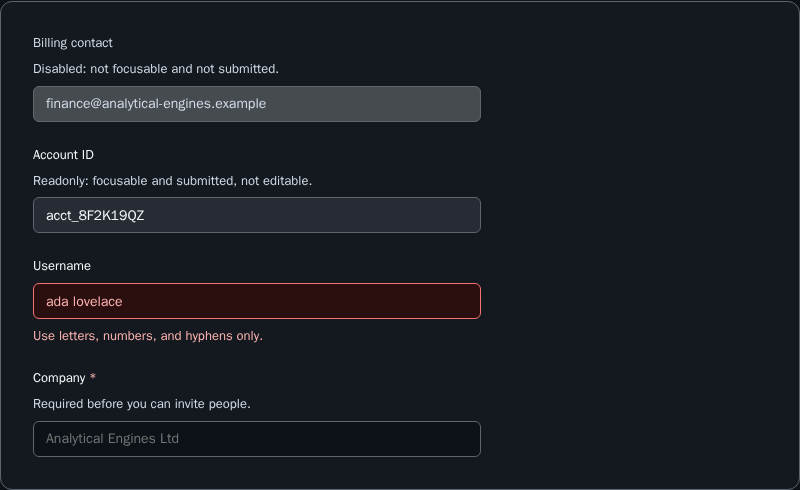 Billing contact
Disabled: not focusable and not submitted.
finance@analytical-engines.example
Account ID
Readonly: focusable and submitted, not editable.
acct_8F2K19QZ
Username
ada lovelace
Use letters, numbers, and hyphens only.
Company *
Required before you can invite people.
Analytical Engines Ltd